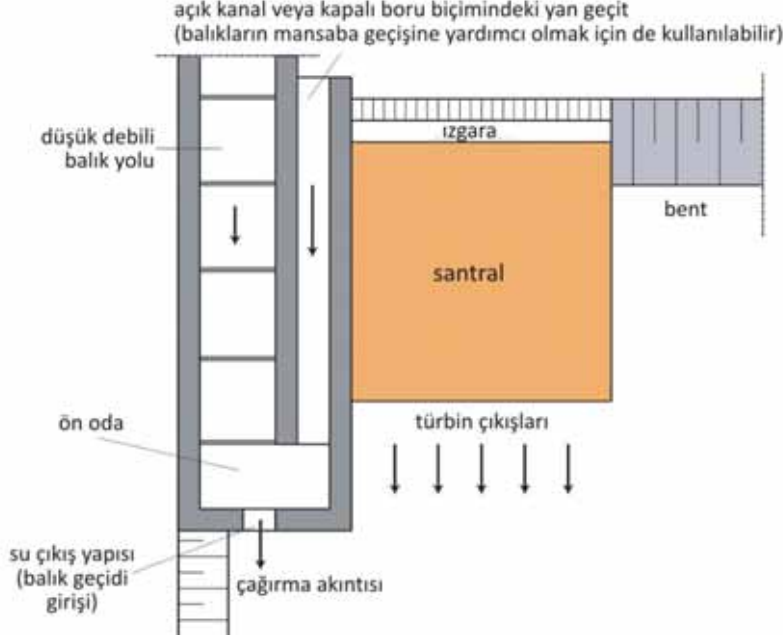 açık kanal veya kapalı boru biçimindeki yan geçit
(balıkların mansaba geçişine yardımcı olmak için de kullanılabilir)
düşük debili
balık yolu
ızgara
bent
santral
ön oda
türbin çıkışları
su çıkış yapısı
(balık geçidi
girişi)
çağırma akıntısı